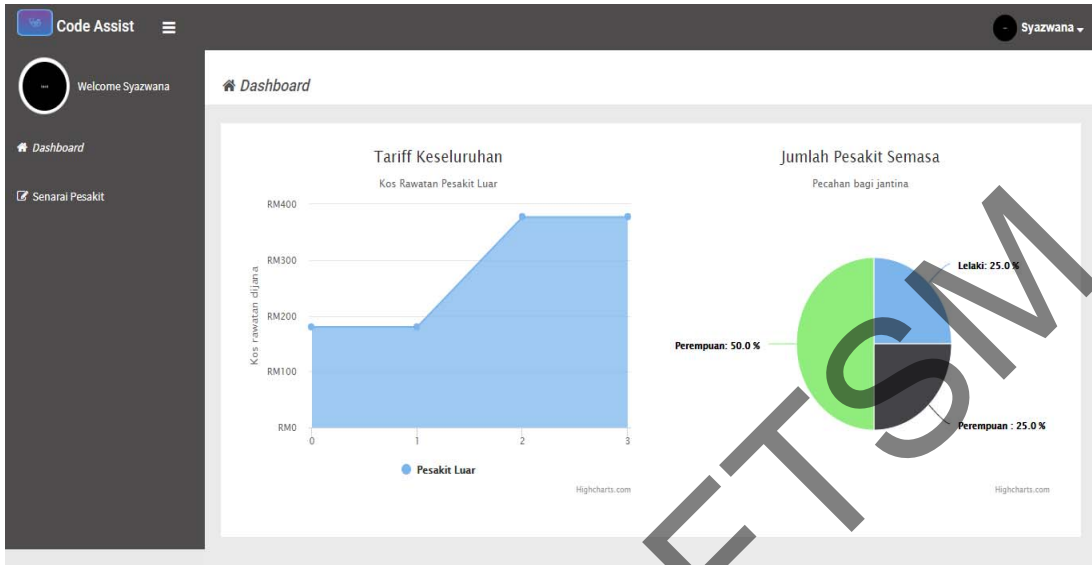 Code Assist
Syazwana
Welcome Syazwana
Dashboard
Senarai Pesakit
Dashboard
Tariff Keseluruhan
Kos Rawatan Pesakit Luar
Kos rawatan dijana
RM400
RM300
RM200
RM100
RM0
0 1 2 3
Pesakit Luar
Highcharts.com
Jumlah Pesakit Semasa
Pecahan bagi jantina
Lelaki: 25.0 %
Perempuan: 50.0 %
Perempuan : 25.0 %
Highcharts.com
ETSM